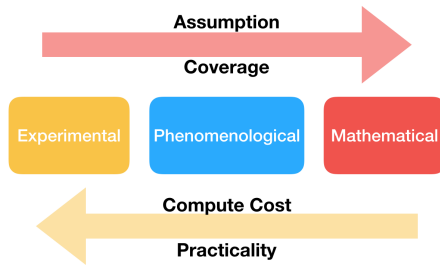 Assumption
Coverage
Experimental
Phenomenological
Mathematical
Compute Cost
Practicality